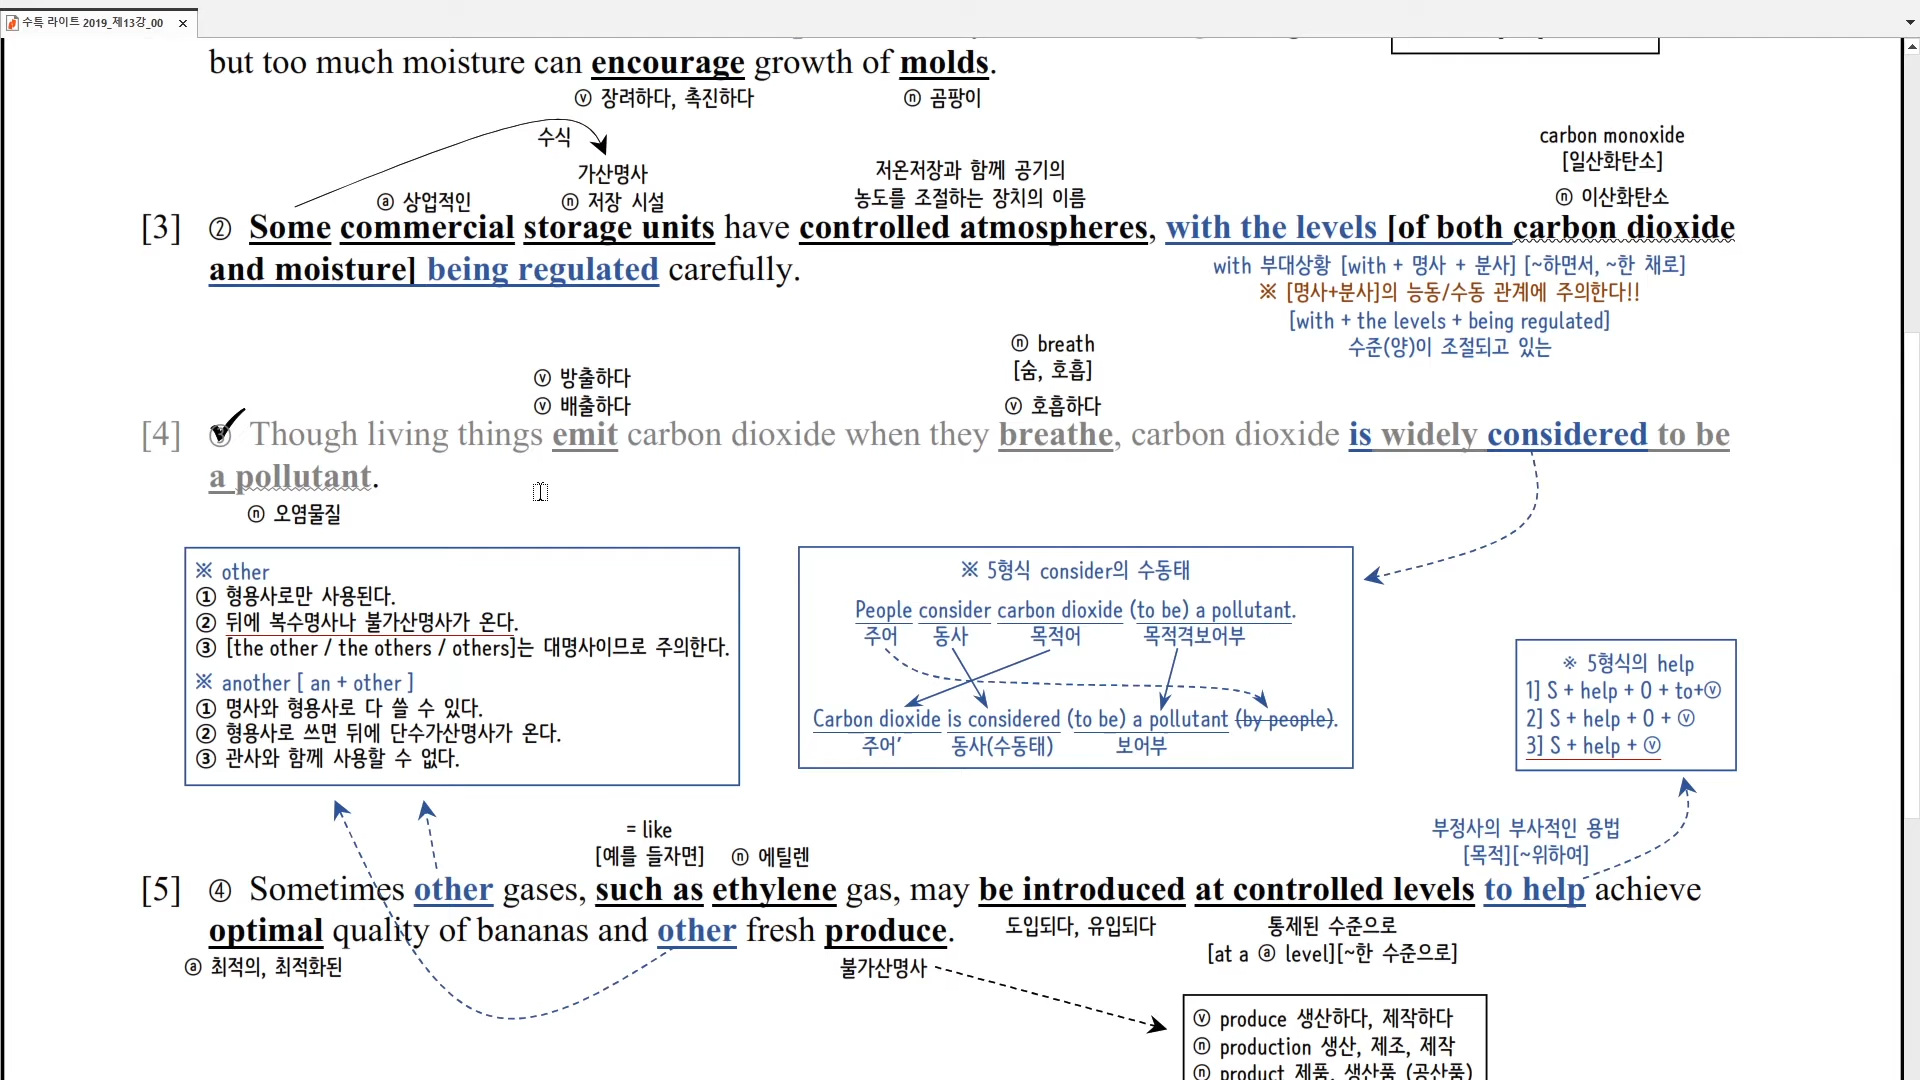 수특 라이트 2019_제13강_00
but too much moisture can encourage growth of molds.
ⓥ 장려하다, 촉진하다
ⓝ 곰팡이
수식
가산명사
ⓐ 상업적인
ⓝ 저장 시설
저온저장과 함께 공기의
농도를 조절하는 장치의 이름
carbon monoxide
[일산화탄소]
ⓝ 이산화탄소
[3] ② Some commercial storage units have controlled atmospheres, with the levels [of both carbon dioxide
and moisture] being regulated carefully.
with 부대상황 [with + 명사 + 분사] [~하면서, ~한 채로]
※ [명사+분사]의 능동/수동 관계에 주의한다!!
[with + the levels + being regulated]
수준(양)이 조절되고 있는
ⓥ 방출하다
ⓥ 배출하다
ⓝ breath
[숨, 호흡]
ⓥ 호흡하다
[4] ③ Though living things emit carbon dioxide when they breathe, carbon dioxide is widely considered to be
a pollutant.
ⓝ 오염물질
※ other
① 형용사로만 사용된다.
② 뒤에 복수명사나 불가산명사가 온다.
③ [the other / the others / others]는 대명사이므로 주의한다.
※ another [ an + other ]
① 명사와 형용사로 다 쓸 수 있다.
② 형용사로 쓰면 뒤에 단수가산명사가 온다.
③ 관사와 함께 사용할 수 없다.
※ 5형식 consider의 수동태
People consider carbon dioxide (to be) a pollutant.
주어 동사 목적어 목적격보어부
Carbon dioxide is considered (to be) a pollutant (by people).
주어′ 동사(수동태) 보어부
※ 5형식의 help
1] S + help + O + to+ⓥ
2] S + help + O + ⓥ
3] S + help + ⓥ
= like
[예를 들자면]
ⓝ 에틸렌
부정사의 부사적인 용법
[목적][~위하여]
[5] ④ Sometimes other gases, such as ethylene gas, may be introduced at controlled levels to help achieve
optimal quality of bananas and other fresh produce.
도입되다, 유입되다
통제된 수준으로
[at a ⓐ level][~한 수준으로]
ⓐ 최적의, 최적화된
불가산명사
ⓥ produce 생산하다, 제작하다
ⓝ production 생산, 제조, 제작
ⓝ product 제품, 생산품 (공산품)